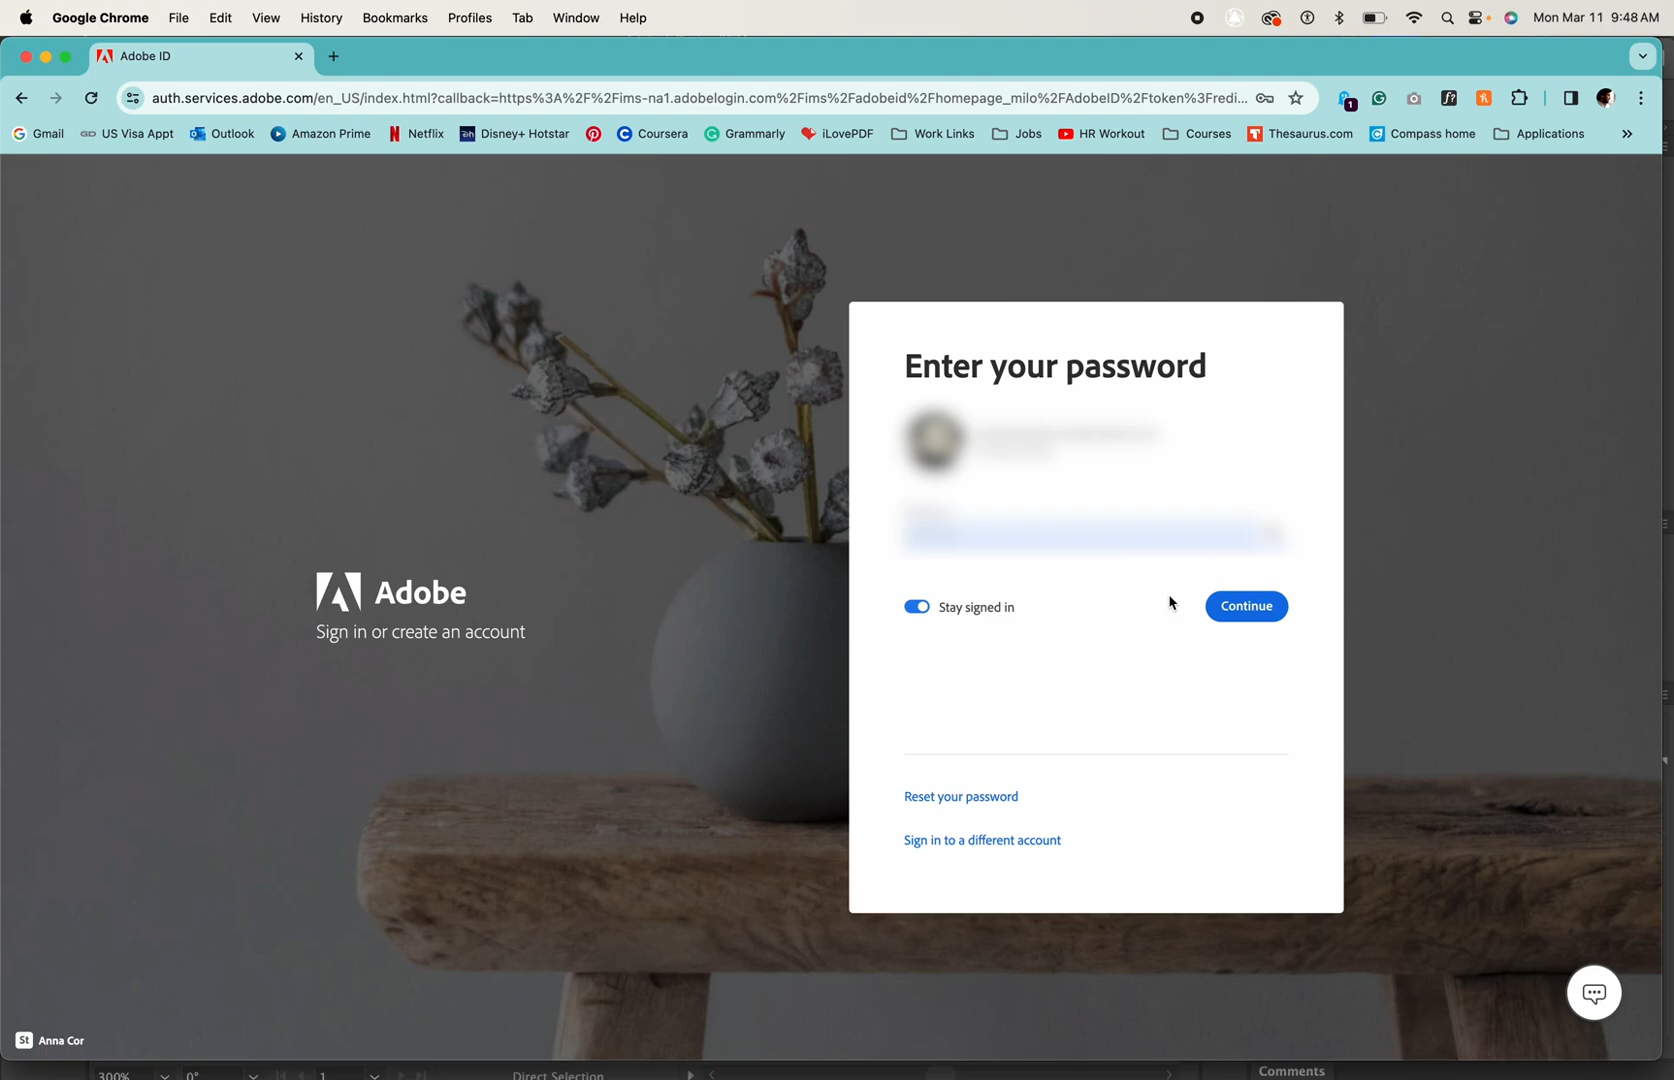 Google Chrome File Edit View History Bookmarks Profiles Tab Window Help Mon Mar 11 9:48 AM
Adobe ID
auth.services.adobe.com/en_US/index.html?callback=https%3A%2F%2Fims-na1.adobelogin.com%2Fims%2Fadobeid%2Fhomepage_milo%2FAdobeID%2Ftoken%3Fredi... 1 f?
Gmail US Visa Appt Outlook Amazon Prime Netflix Disney+ Hotstar Coursera Grammarly iLovePDF Work Links Jobs HR Workout Courses Thesaurus.com Compass home Applications »
Enter your password
Adobe
Sign in or create an account
Stay signed in Continue
Reset your password
Sign in to a different account
St Anna Cor
300% 0° 1 Direct Selection Comments